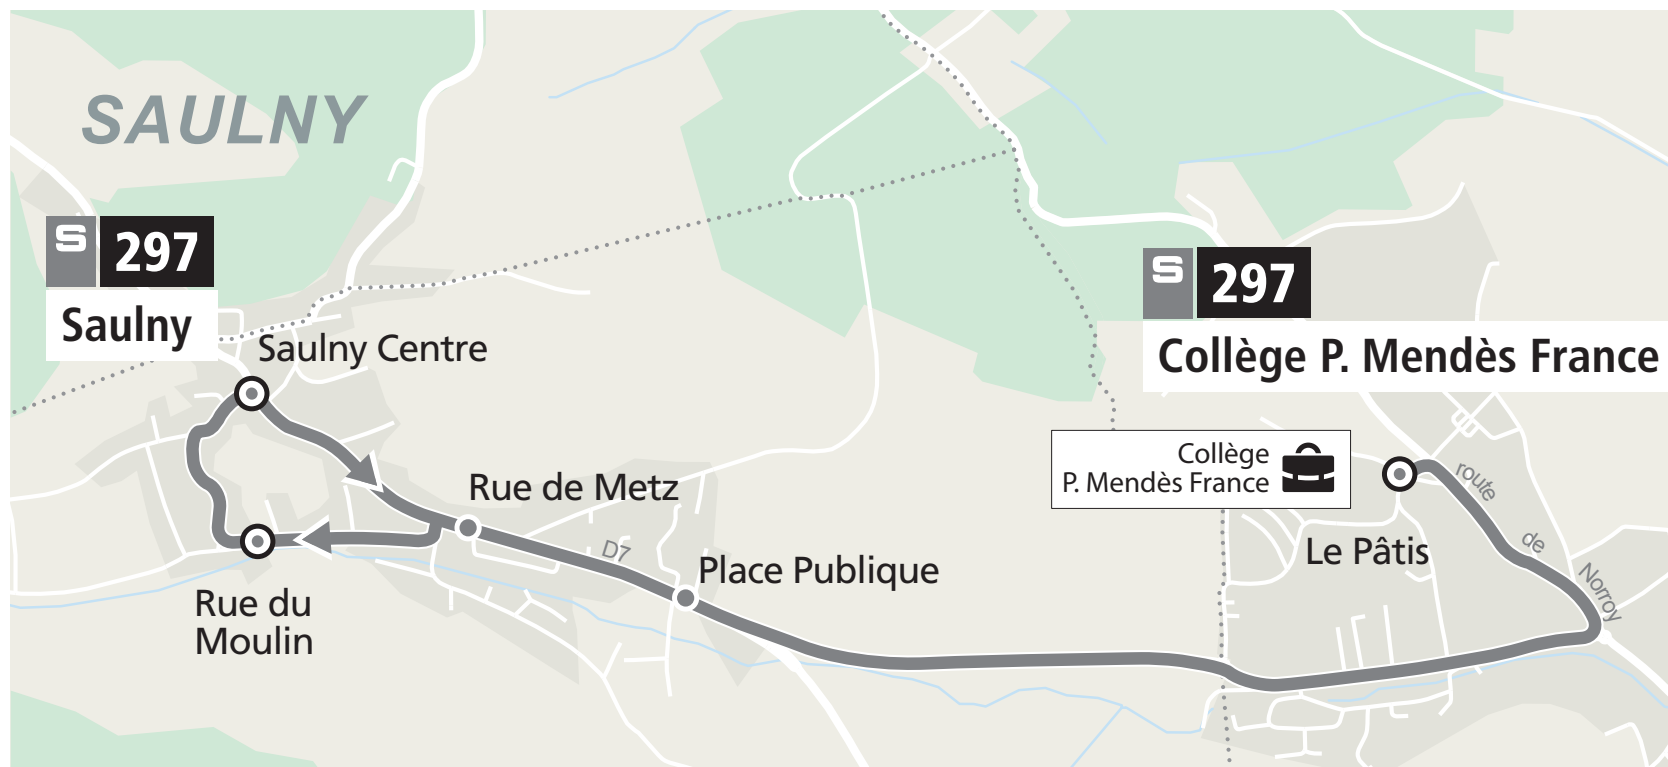 SAULNY
S 297
Saulny
Saulny Centre
S 297
Collège P. Mendès France
Collège
P. Mendès France
Rue de Metz
route
de
Norroy
D7
Le Pâtis
Place Publique
Rue du
Moulin